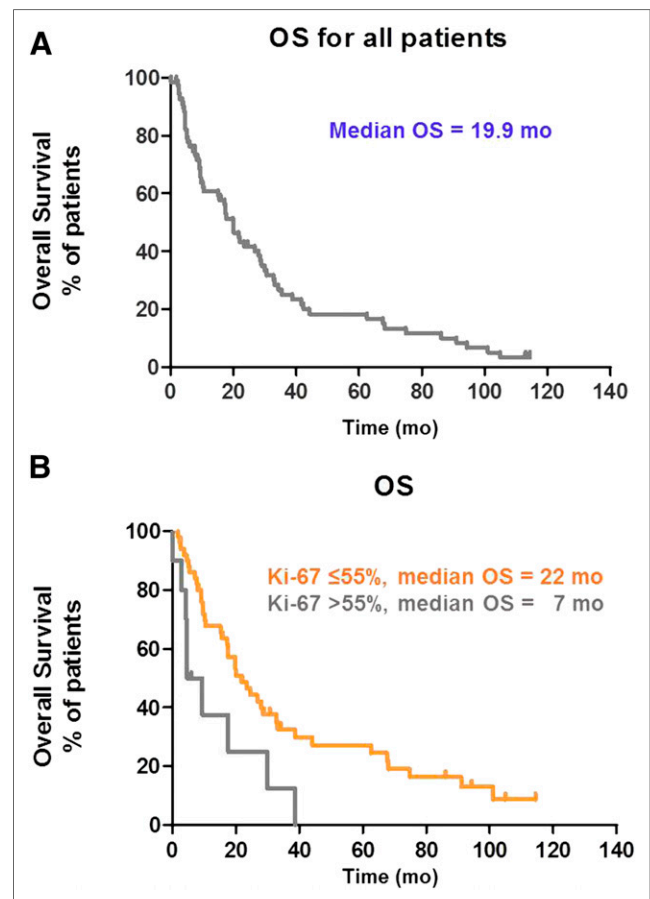 A
OS for all patients
Median OS = 19.9 mo
Overall Survival
% of patients
100
80
60
40
20
0
0 20 40 60 80 100 120 140
Time (mo)
B
OS
Ki-67 ≤55%, median OS = 22 mo
Ki-67 >55%, median OS = 7 mo
Overall Survival
% of patients
100
80
60
40
20
0
0 20 40 60 80 100 120 140
Time (mo)